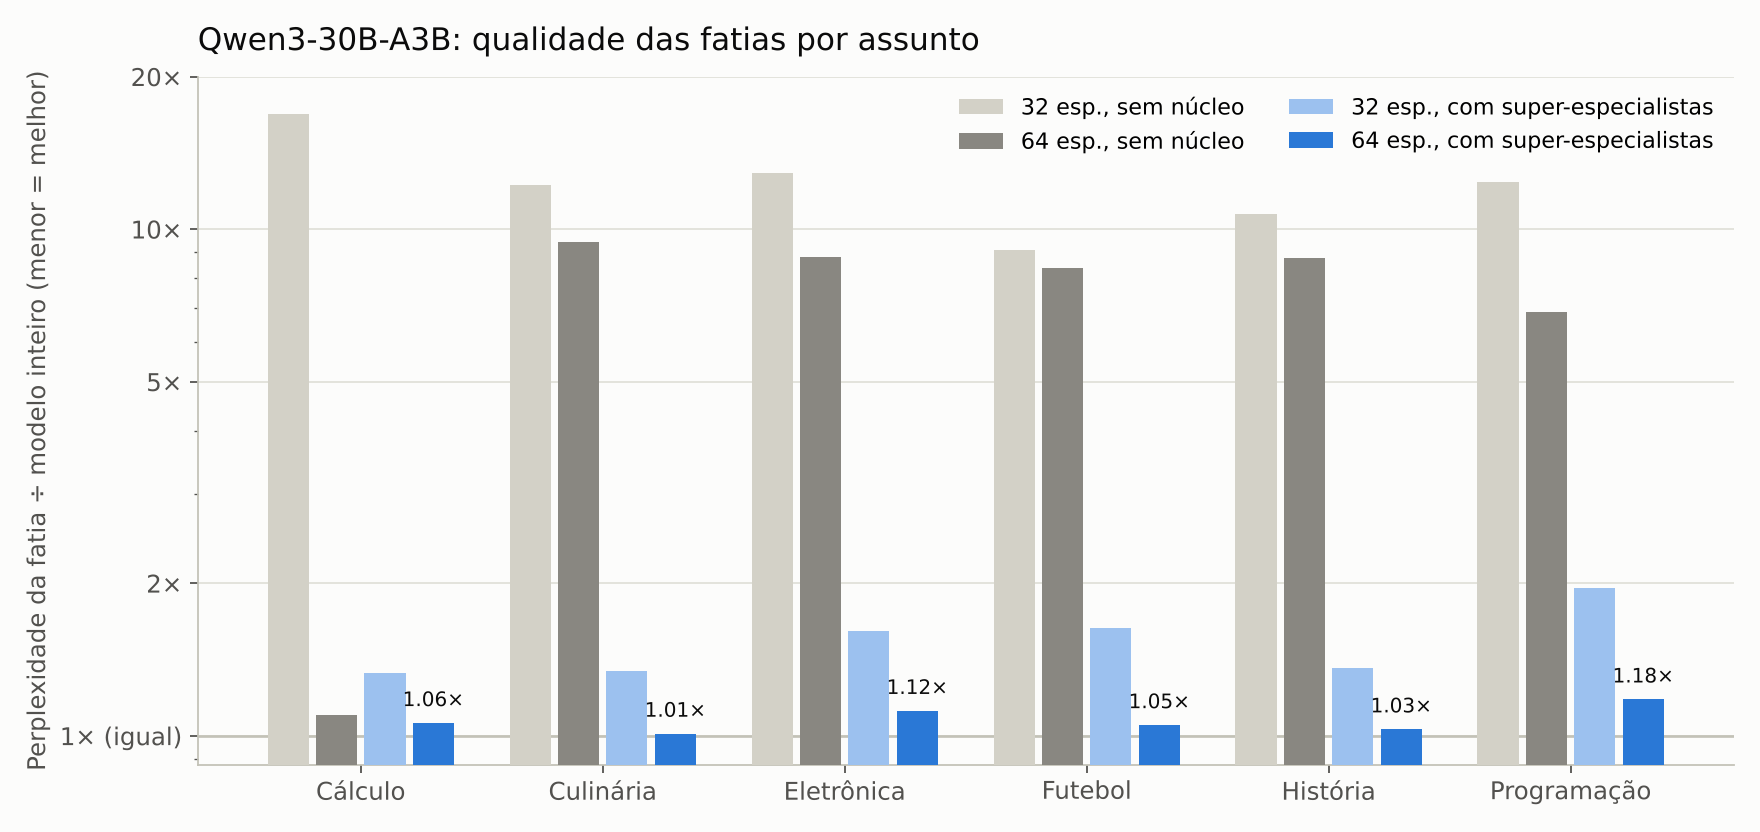 Qwen3-30B-A3B: qualidade das fatias por assunto
Perplexidade da fatia ÷ modelo inteiro (menor = melhor)
20×
10×
5×
2×
1× (igual)
32 esp., sem núcleo
64 esp., sem núcleo
32 esp., com super-especialistas
64 esp., com super-especialistas
1.06×
1.01×
1.12×
1.05×
1.03×
1.18×
Cálculo
Culinária
Eletrônica
Futebol
História
Programação